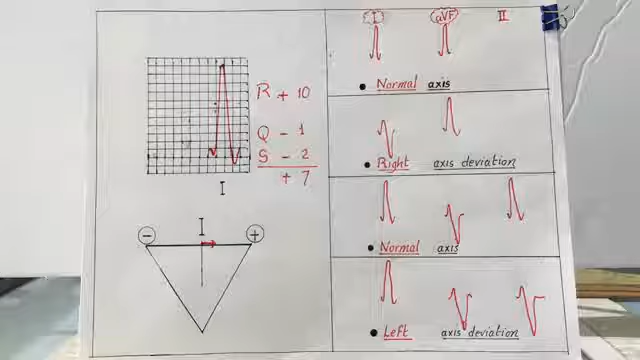 R + 10
Q - 1
S - 2
+ 7
I
I
- +
I aVF II
Normal axis
Right axis deviation
Normal axis
Left axis deviation